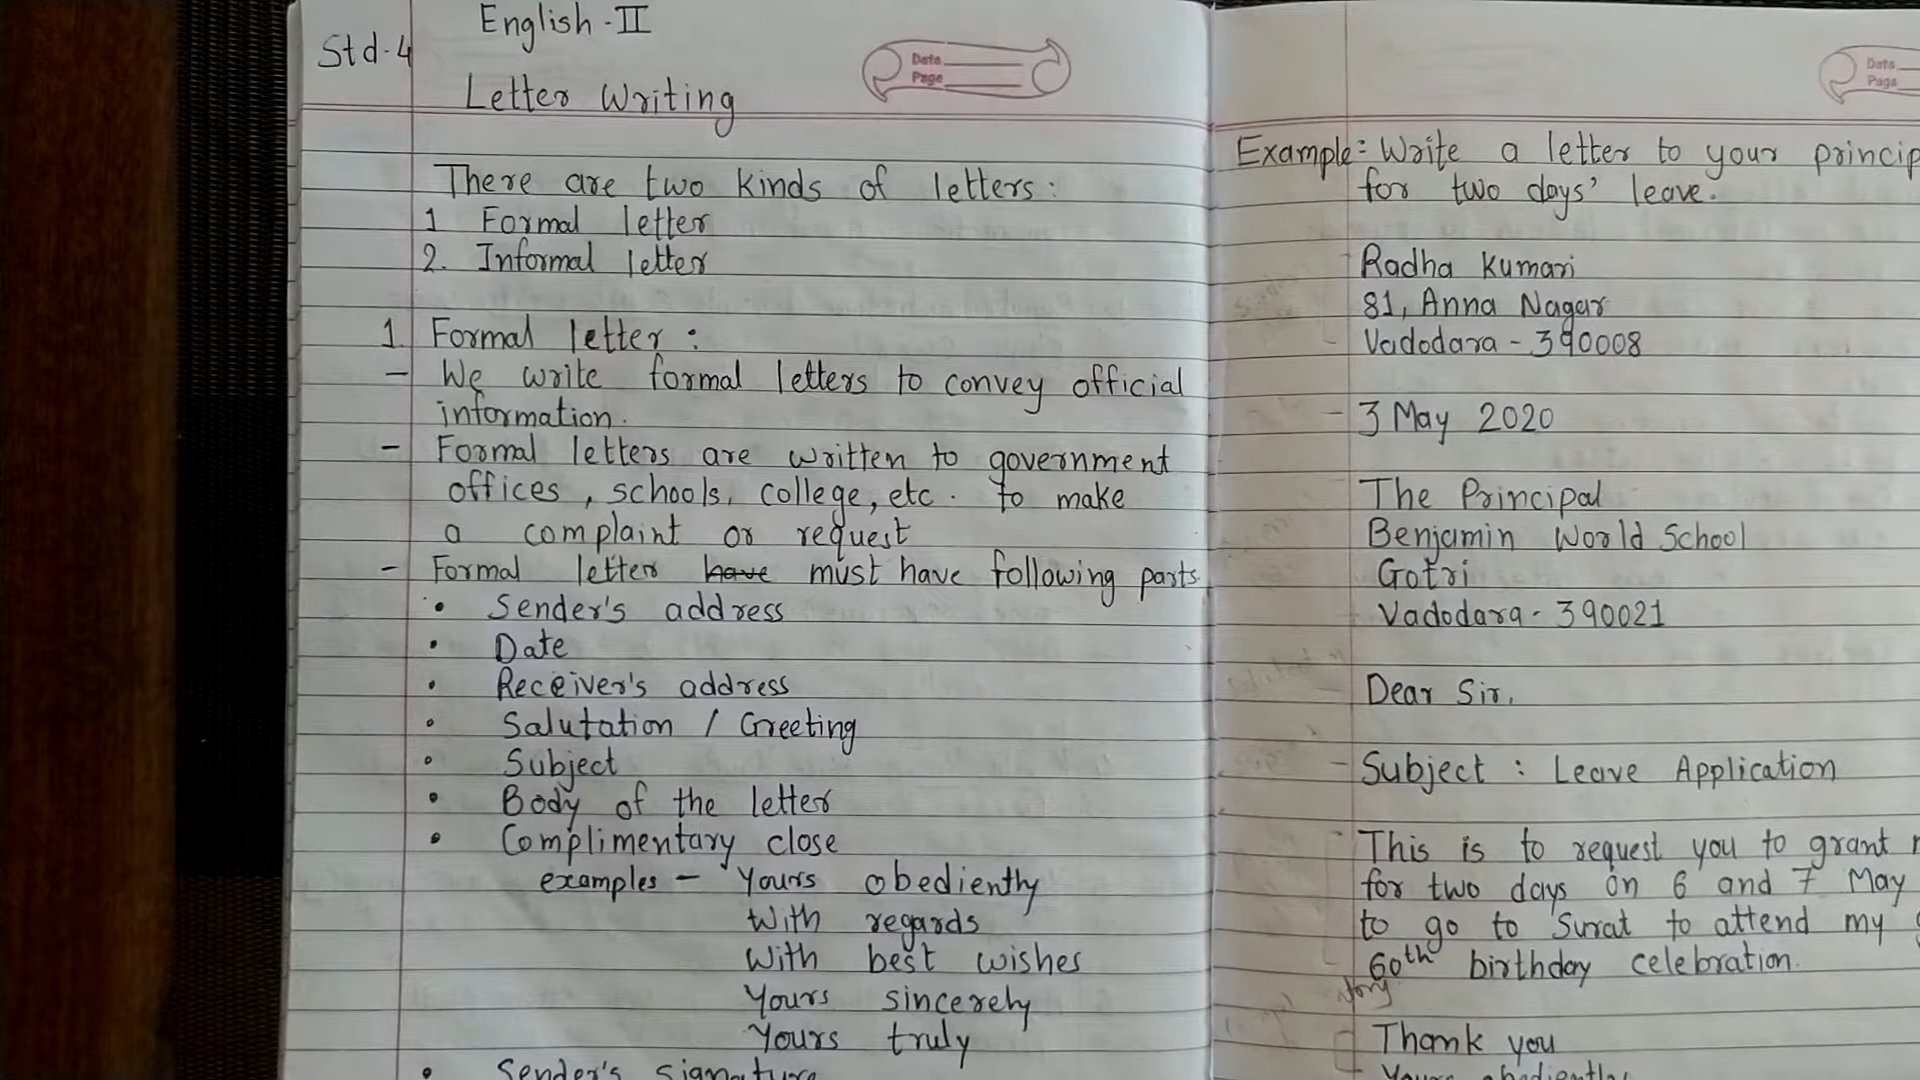 Std-4
English - II
Letter Writing
Date
Page
There are two kinds of letters:
1 Formal letter
2. Informal letter
1. Formal letter :
- We write formal letters to convey official
information.
- Formal letters are written to government
offices, schools, college, etc. to make
a complaint or request
- Formal letter have must have following parts
• Sender's address
• Date
• Receiver's address
• Salutation / Greeting
• Subject
• Body of the letter
• Complimentary close
examples - Yours obediently
With regards
With best wishes
Yours sincerely
Yours truly
• Sender's signature
Date
Page
Example: Write a letter to your princip
for two days' leave.
Radha Kumari
81, Anna Nagar
Vadodara - 390008
3 May 2020
The Principal
Benjamin World School
Gotri
Vadodara - 390021
Dear Sir,
Subject : Leave Application
This is to request you to grant
for two days on 6 and 7 May
to go to Surat to attend my
60th birthday celebration.
Thank you
Yours obediently